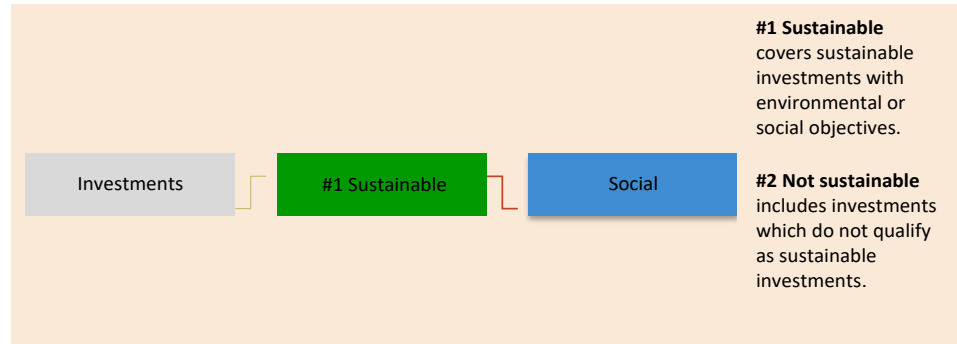 Investments
#1 Sustainable
Social
#1 Sustainable
covers sustainable
investments with
environmental or
social objectives.
#2 Not sustainable
includes investments
which do not qualify
as sustainable
investments.